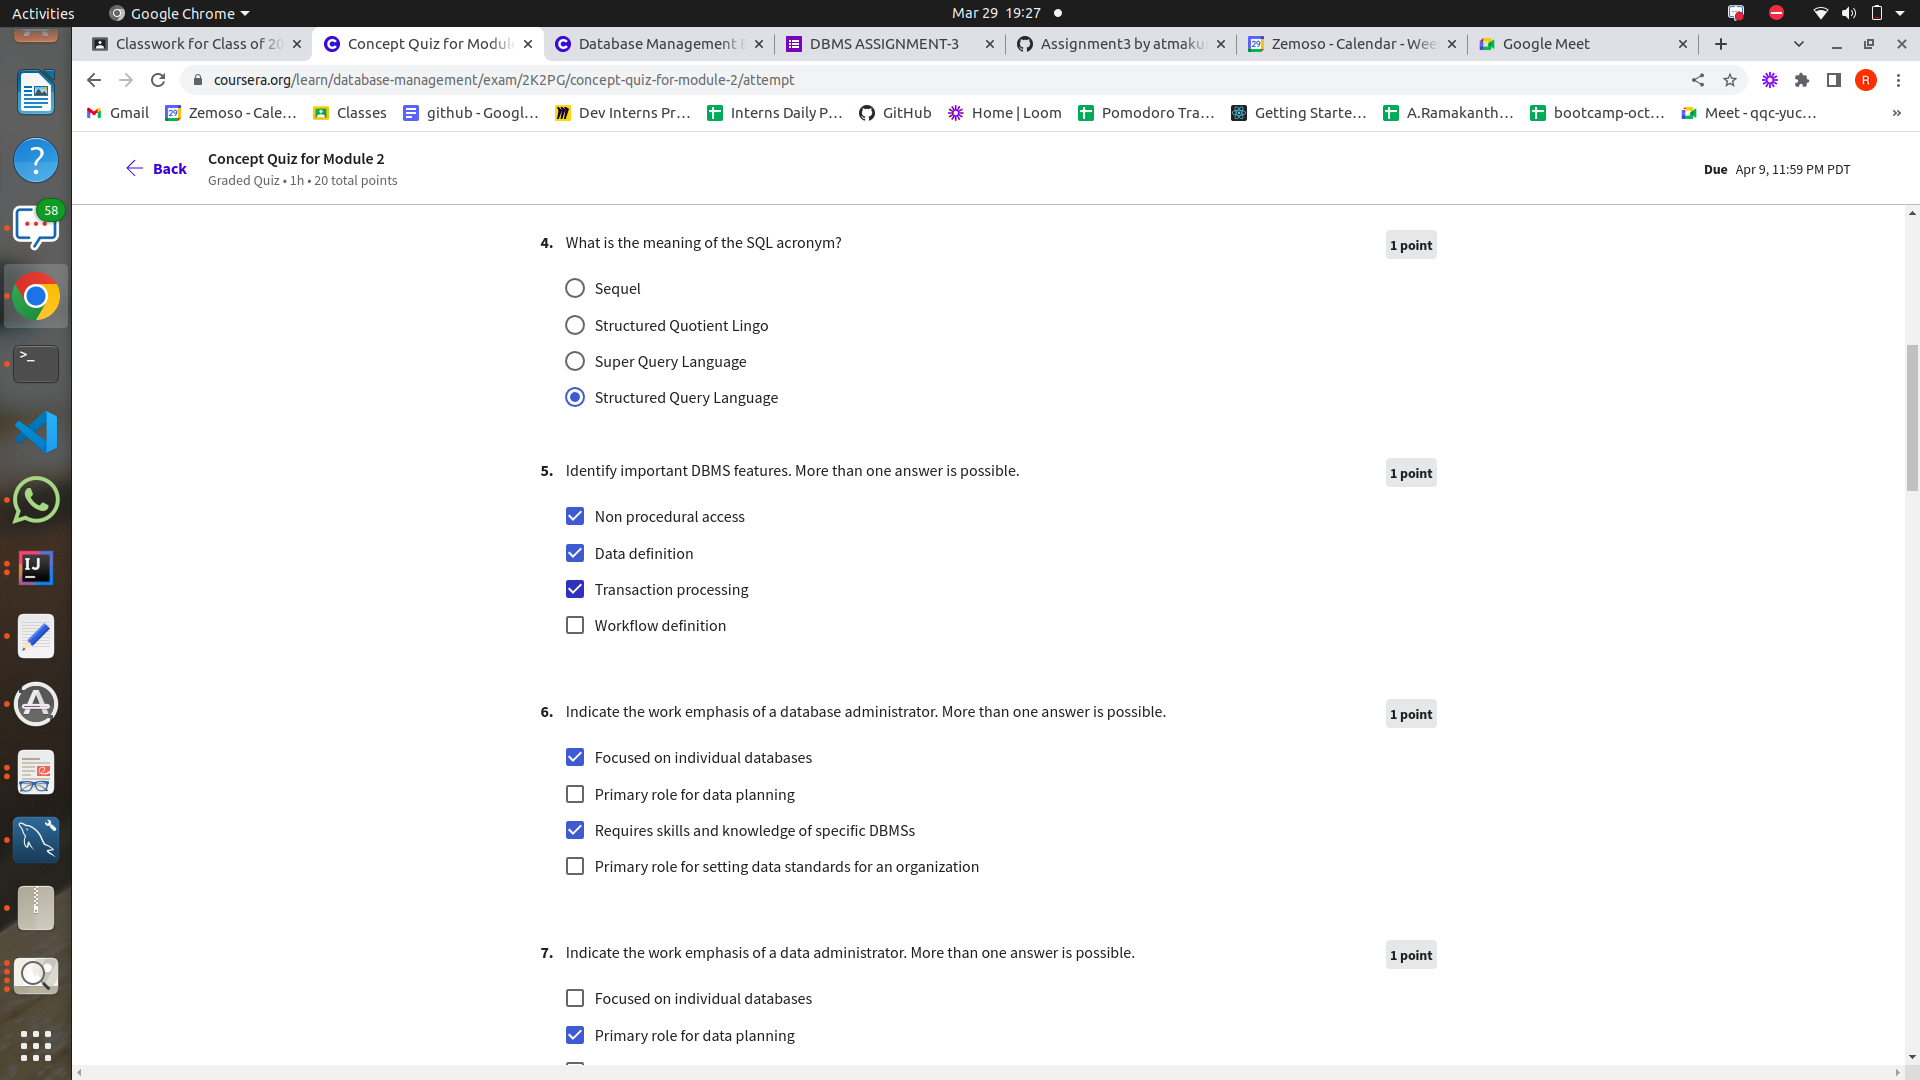 Activities
Google Chrome
Mar 29 19:27
Classwork for Class of 20
Concept Quiz for Module
Database Management E
DBMS ASSIGNMENT-3
Assignment3 by atmaku
Zemoso - Calendar - Wee
Google Meet
coursera.org/learn/database-management/exam/2K2PG/concept-quiz-for-module-2/attempt
R
Gmail
Zemoso - Cale...
Classes
github - Googl...
Dev Interns Pr...
Interns Daily P...
GitHub
Home | Loom
Pomodoro Tra...
Getting Starte...
A.Ramakanth...
bootcamp-oct...
Meet - qqc-yuc...
»
Back
Concept Quiz for Module 2
Graded Quiz • 1h • 20 total points
Due Apr 9, 11:59 PM PDT
58
4. What is the meaning of the SQL acronym?
1 point
Sequel
Structured Quotient Lingo
Super Query Language
Structured Query Language
5. Identify important DBMS features. More than one answer is possible.
1 point
Non procedural access
Data definition
Transaction processing
Workflow definition
6. Indicate the work emphasis of a database administrator. More than one answer is possible.
1 point
Focused on individual databases
Primary role for data planning
Requires skills and knowledge of specific DBMSs
Primary role for setting data standards for an organization
7. Indicate the work emphasis of a data administrator. More than one answer is possible.
1 point
Focused on individual databases
Primary role for data planning